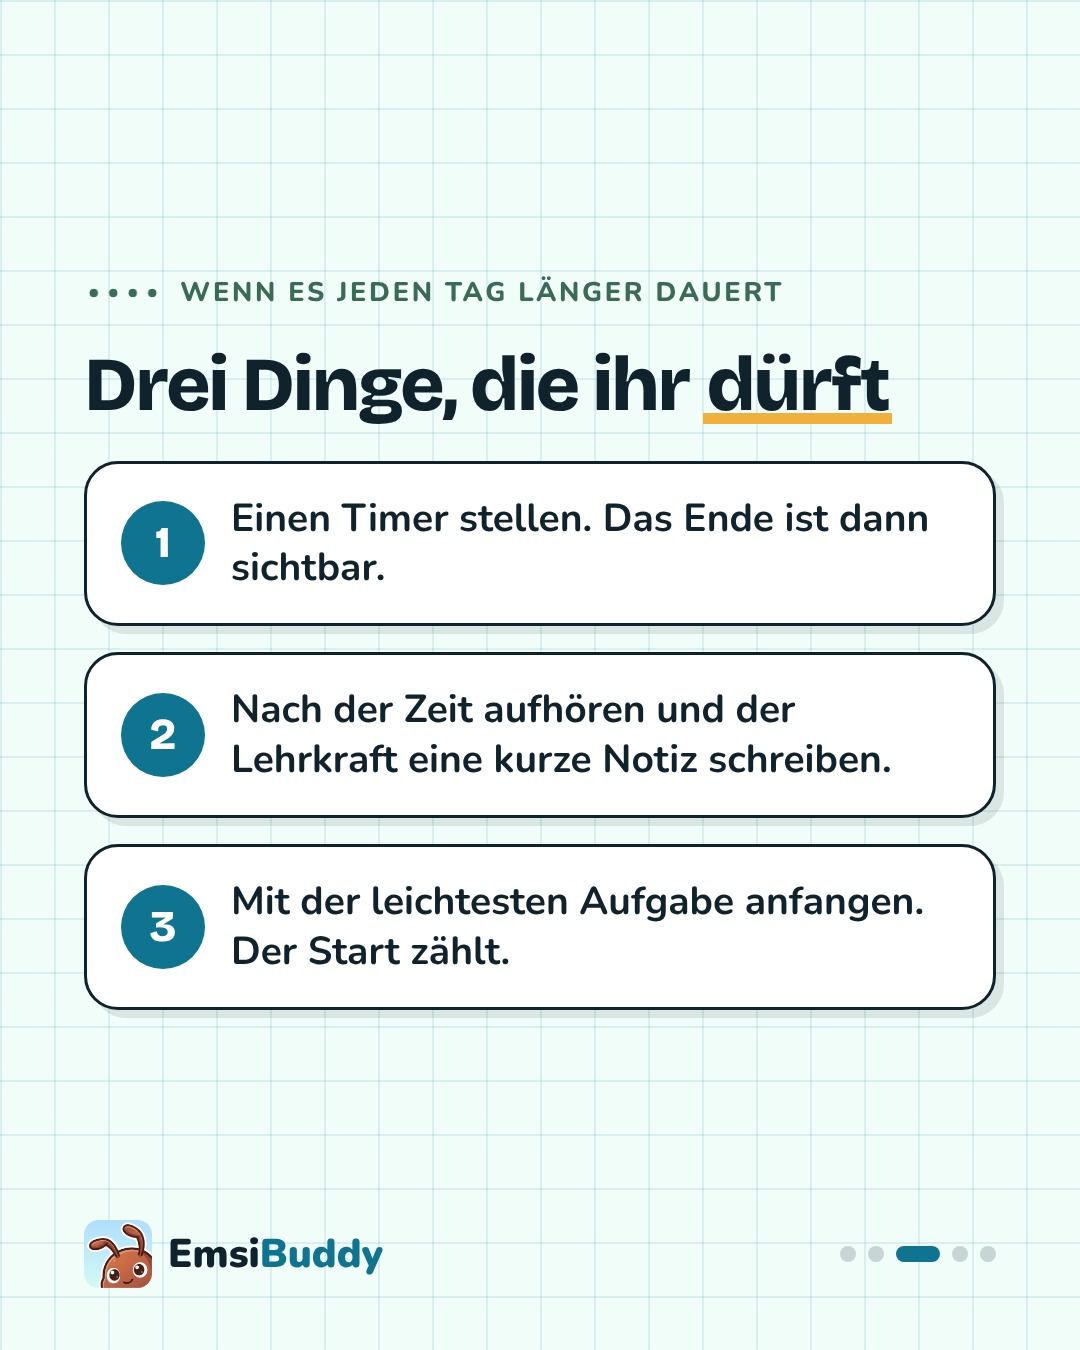 WENN ES JEDEN TAG LÄNGER DAUERT
Drei Dinge, die ihr dürft
1
Einen Timer stellen. Das Ende ist dann
sichtbar.
2
Nach der Zeit aufhören und der
Lehrkraft eine kurze Notiz schreiben.
3
Mit der leichtesten Aufgabe anfangen.
Der Start zählt.
EmsiBuddy